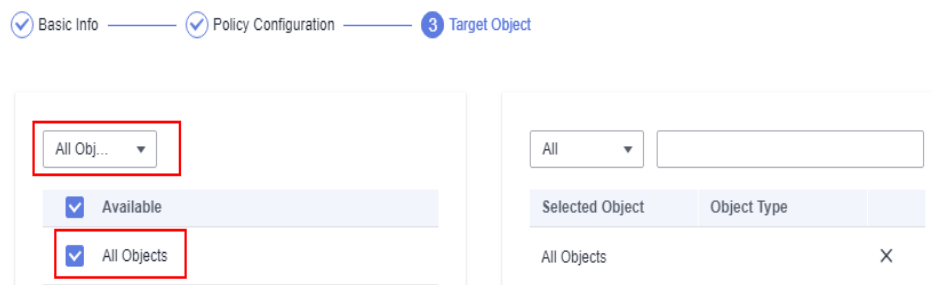 Basic Info Policy Configuration 3 Target Object
All Obj... All
Available Selected Object Object Type
All Objects All Objects